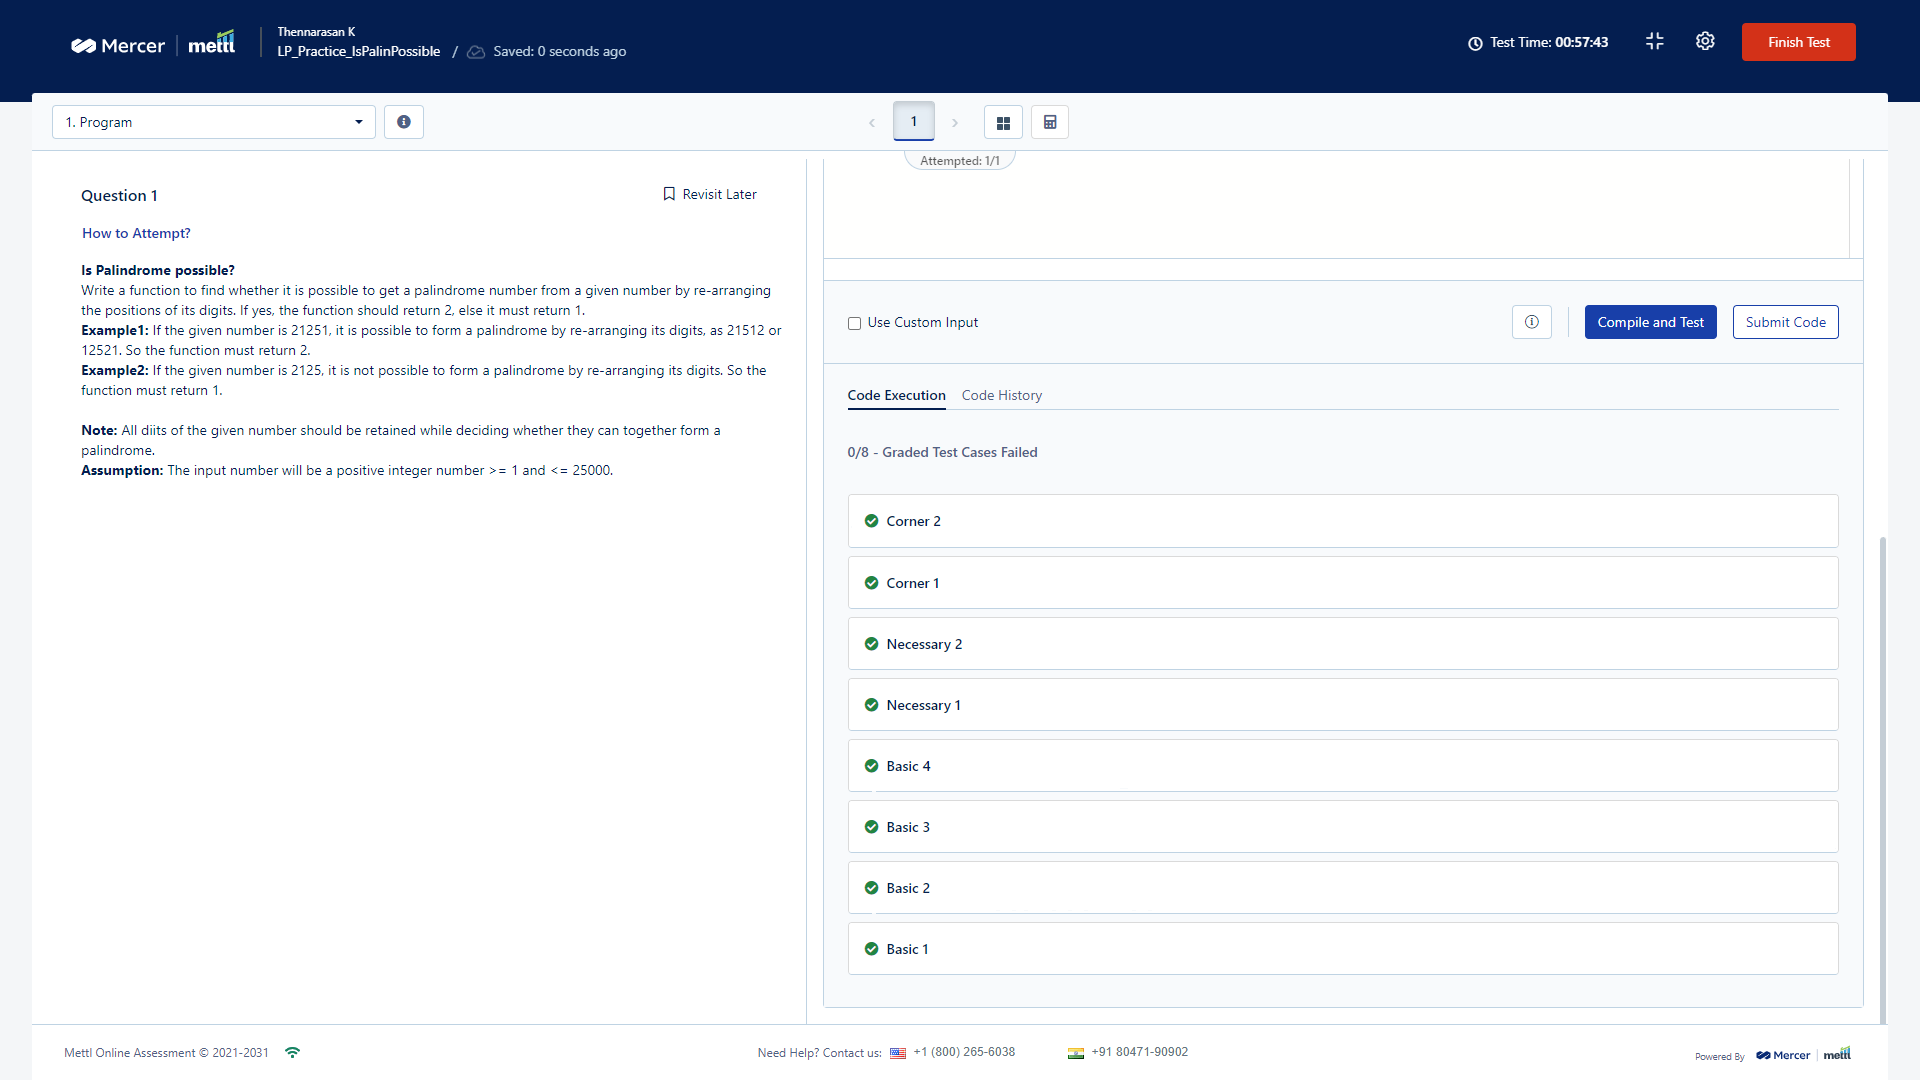 Mercer
mettl
Thennarasan K
LP_Practice_IsPalinPossible / Saved: 0 seconds ago
Test Time: 00:57:43
Finish Test
1. Program
1
Attempted: 1/1
Question 1
Revisit Later
How to Attempt?
Is Palindrome possible?
Write a function to find whether it is possible to get a palindrome number from a given number by re-arranging
the positions of its digits. If yes, the function should return 2, else it must return 1.
Example1: If the given number is 21251, it is possible to form a palindrome by re-arranging its digits, as 21512 or
12521. So the function must return 2.
Example2: If the given number is 2125, it is not possible to form a palindrome by re-arranging its digits. So the
function must return 1.
Note: All diits of the given number should be retained while deciding whether they can together form a
palindrome.
Assumption: The input number will be a positive integer number >= 1 and <= 25000.
Use Custom Input
Compile and Test
Submit Code
Code Execution
Code History
0/8 - Graded Test Cases Failed
Corner 2
Corner 1
Necessary 2
Necessary 1
Basic 4
Basic 3
Basic 2
Basic 1
Mettl Online Assessment © 2021-2031
Need Help? Contact us: +1 (800) 265-6038
+91 80471-90902
Powered By Mercer mettl